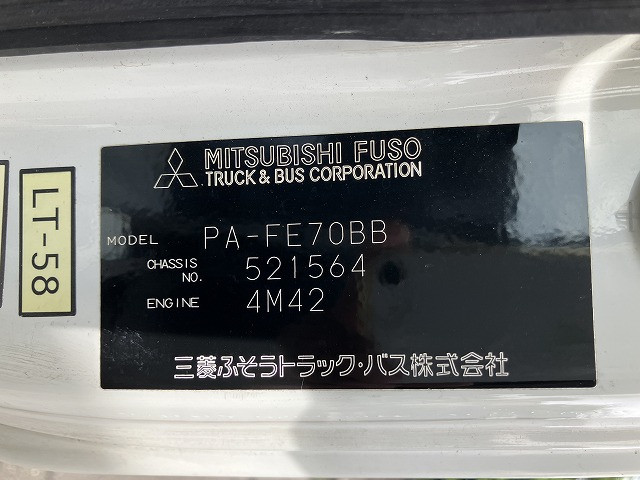 MITSUBISHI FUSO
TRUCK & BUS CORPORATION
MODEL PA-FE70BB
CHASSIS NO. 521564
ENGINE 4M42
三菱ふそうトラック・バス株式会社
LT-58